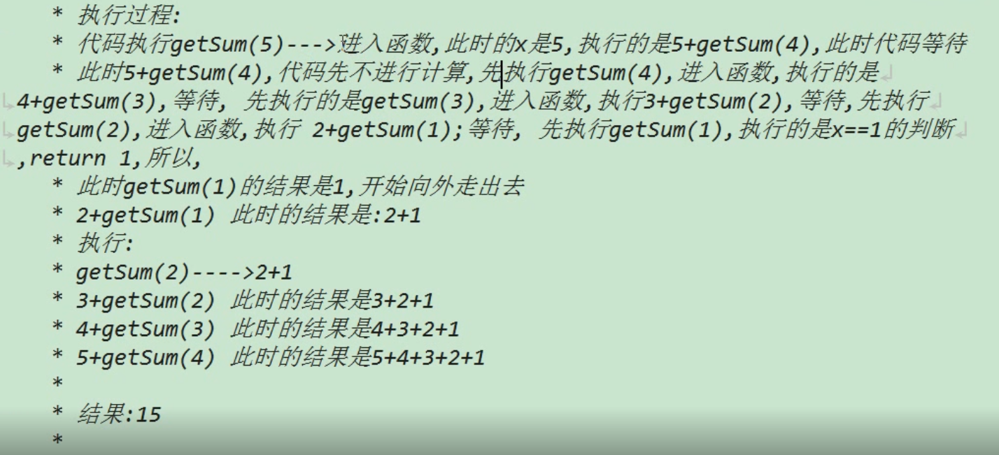 * 执行过程:
* 代码执行getSum(5)--->进入函数,此时的x是5,执行的是5+getSum(4),此时代码等待
* 此时5+getSum(4),代码先不进行计算,先执行getSum(4),进入函数,执行的是
4+getSum(3),等待, 先执行的是getSum(3),进入函数,执行3+getSum(2),等待,先执行
getSum(2),进入函数,执行 2+getSum(1);等待, 先执行getSum(1),执行的是x==1的判断
,return 1,所以,
* 此时getSum(1)的结果是1,开始向外走出去
* 2+getSum(1) 此时的结果是:2+1
* 执行:
* getSum(2)---->2+1
* 3+getSum(2) 此时的结果是3+2+1
* 4+getSum(3) 此时的结果是4+3+2+1
* 5+getSum(4) 此时的结果是5+4+3+2+1
*
* 结果:15
*